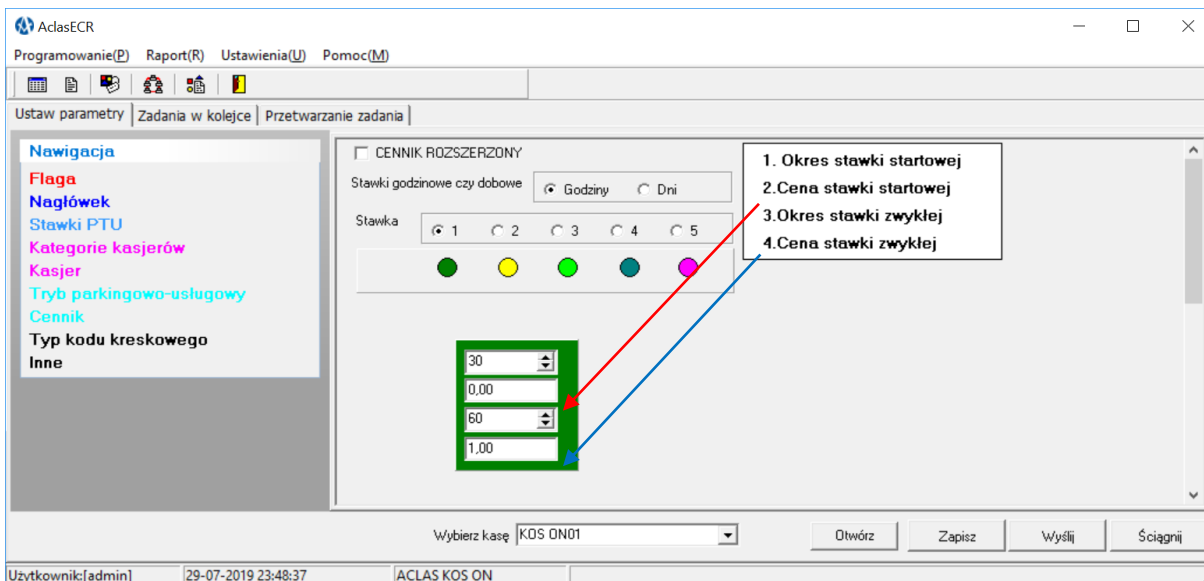 AclasECR
Programowanie(P) Raport(R) Ustawienia(U) Pomoc(M)
Ustaw parametry Zadania w kolejce Przetwarzanie zadania
Nawigacja
Flaga
Nagłówek
Stawki PTU
Kategorie kasjerów
Kasjer
Tryb parkingowo-usługowy
Cennik
Typ kodu kreskowego
Inne
CENNIK ROZSZERZONY
Stawki godzinowe czy dobowe Godziny Dni
Stawka 1 2 3 4 5
1. Okres stawki startowej
2.Cena stawki startowej
3.Okres stawki zwykłej
4.Cena stawki zwykłej
30
0,00
60
1,00
Wybierz kasę KOS ON01 Otwórz Zapisz Wyślij Ściągnij
Użytkownik:[admin] 29-07-2019 23:48:37 ACLAS KOS ON